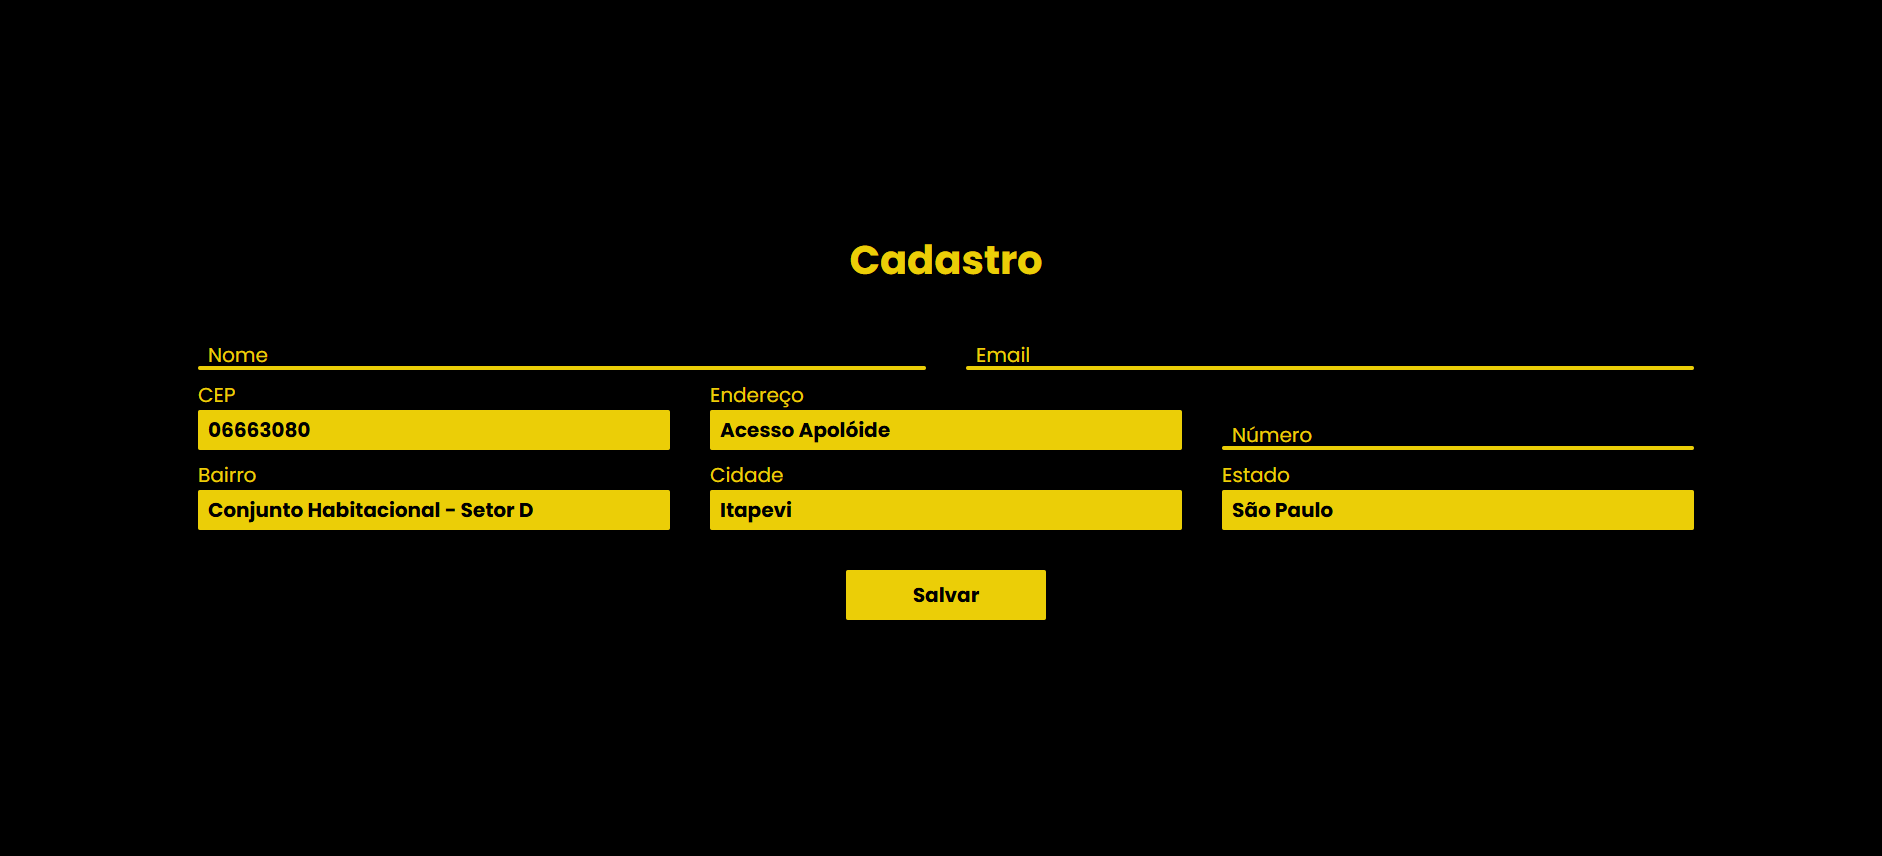 Cadastro
Nome
Email
CEP
06663080
Endereço
Acesso Apolóide
Número
Bairro
Conjunto Habitacional - Setor D
Cidade
Itapevi
Estado
São Paulo
Salvar